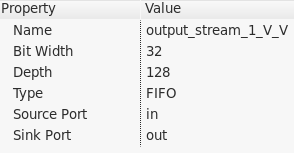 Property Value
Name output_stream_1_V_V
Bit Width 32
Depth 128
Type FIFO
Source Port in
Sink Port out